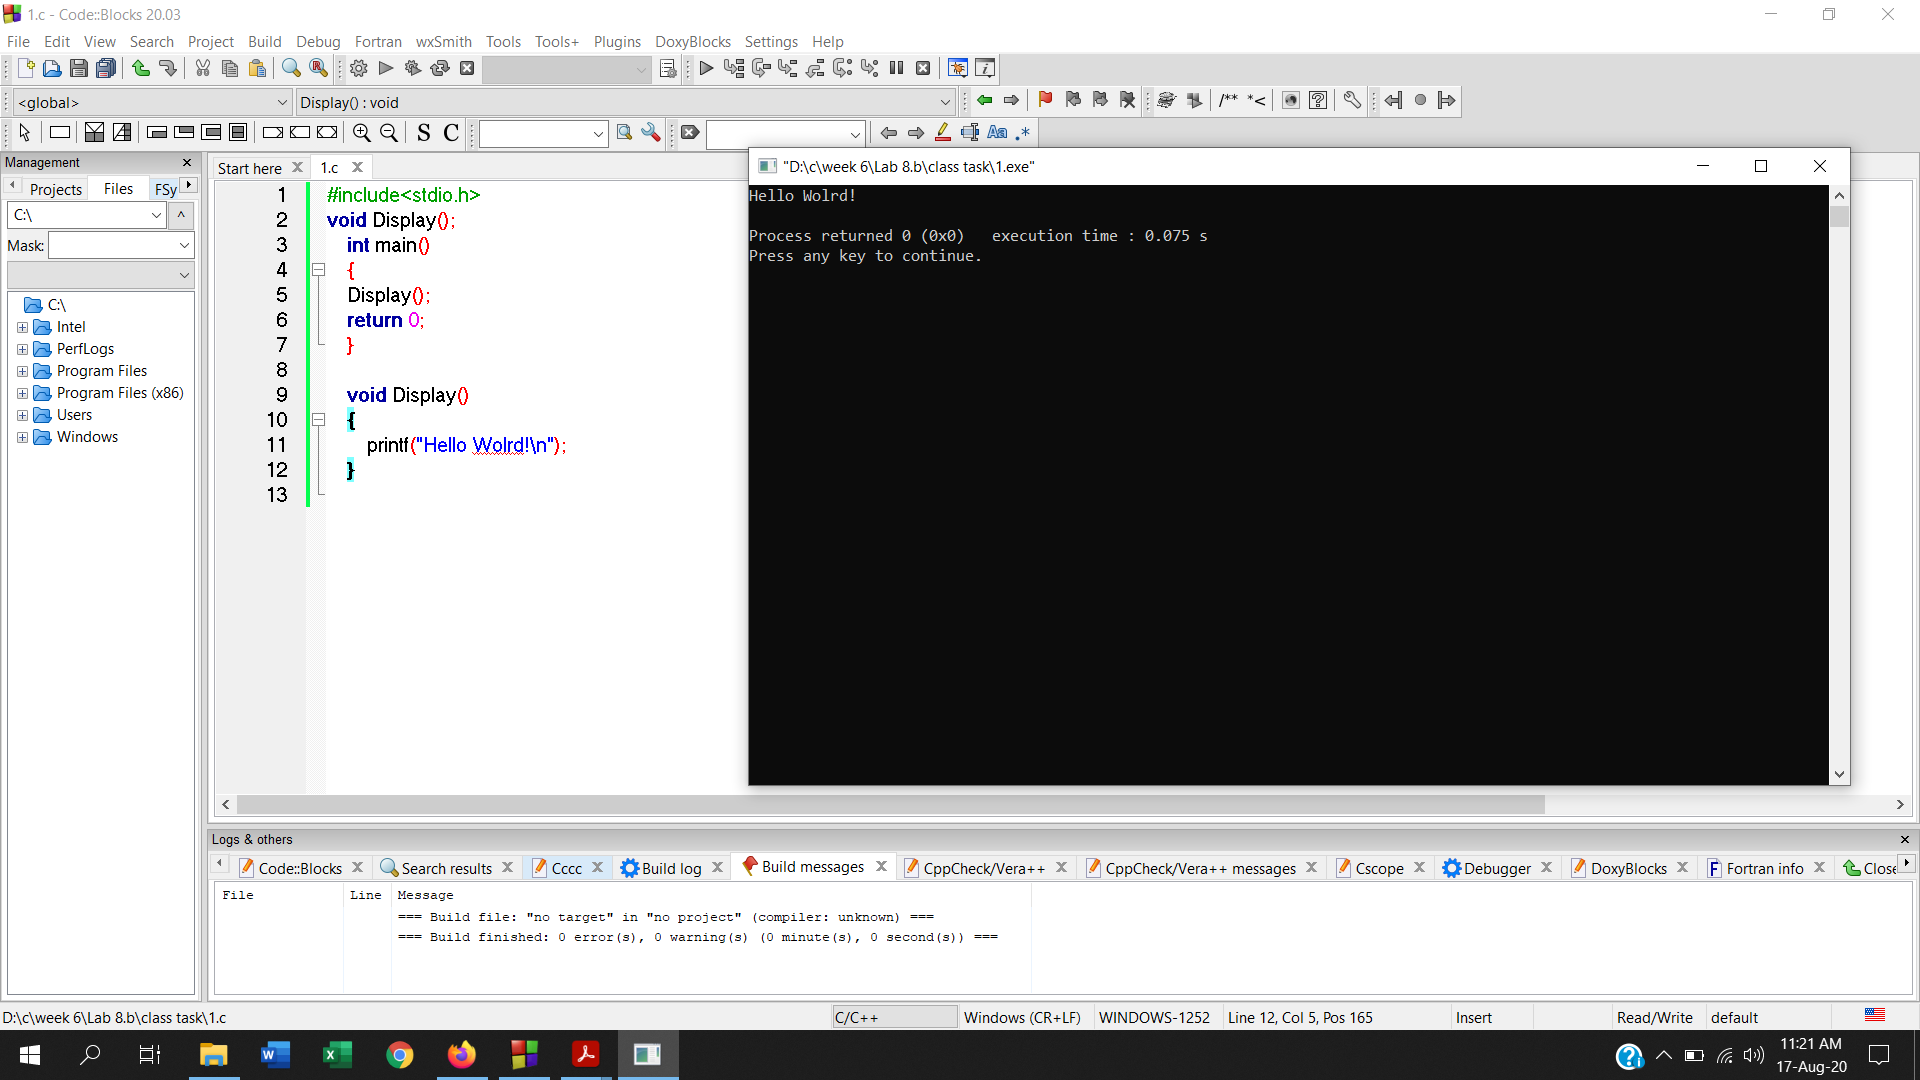 1.c - Code::Blocks 20.03
File Edit View Search Project Build Debug Fortran wxSmith Tools Tools+ Plugins DoxyBlocks Settings Help
<global> Display() : void
/** *<
S C Aa .*
Management
Projects Files FSy
C:\
Mask:
C:\
Intel
PerfLogs
Program Files
Program Files (x86)
Users
Windows
Start here 1.c
1 #include<stdio.h>
2 void Display();
3 int main()
4 {
5 Display();
6 return 0;
7 }
8
9 void Display()
10 {
11 printf("Hello Wolrd!\n");
12 }
13
"D:\c\week 6\Lab 8.b\class task\1.exe"
Hello Wolrd!
Process returned 0 (0x0) execution time : 0.075 s
Press any key to continue.
Logs & others
Code::Blocks Search results Cccc Build log Build messages CppCheck/Vera++ CppCheck/Vera++ messages Cscope Debugger DoxyBlocks Fortran info Close
File Line Message
=== Build file: "no target" in "no project" (compiler: unknown) ===
=== Build finished: 0 error(s), 0 warning(s) (0 minute(s), 0 second(s)) ===
D:\c\week 6\Lab 8.b\class task\1.c C/C++ Windows (CR+LF) WINDOWS-1252 Line 12, Col 5, Pos 165 Insert Read/Write default
11:21 AM
17-Aug-20